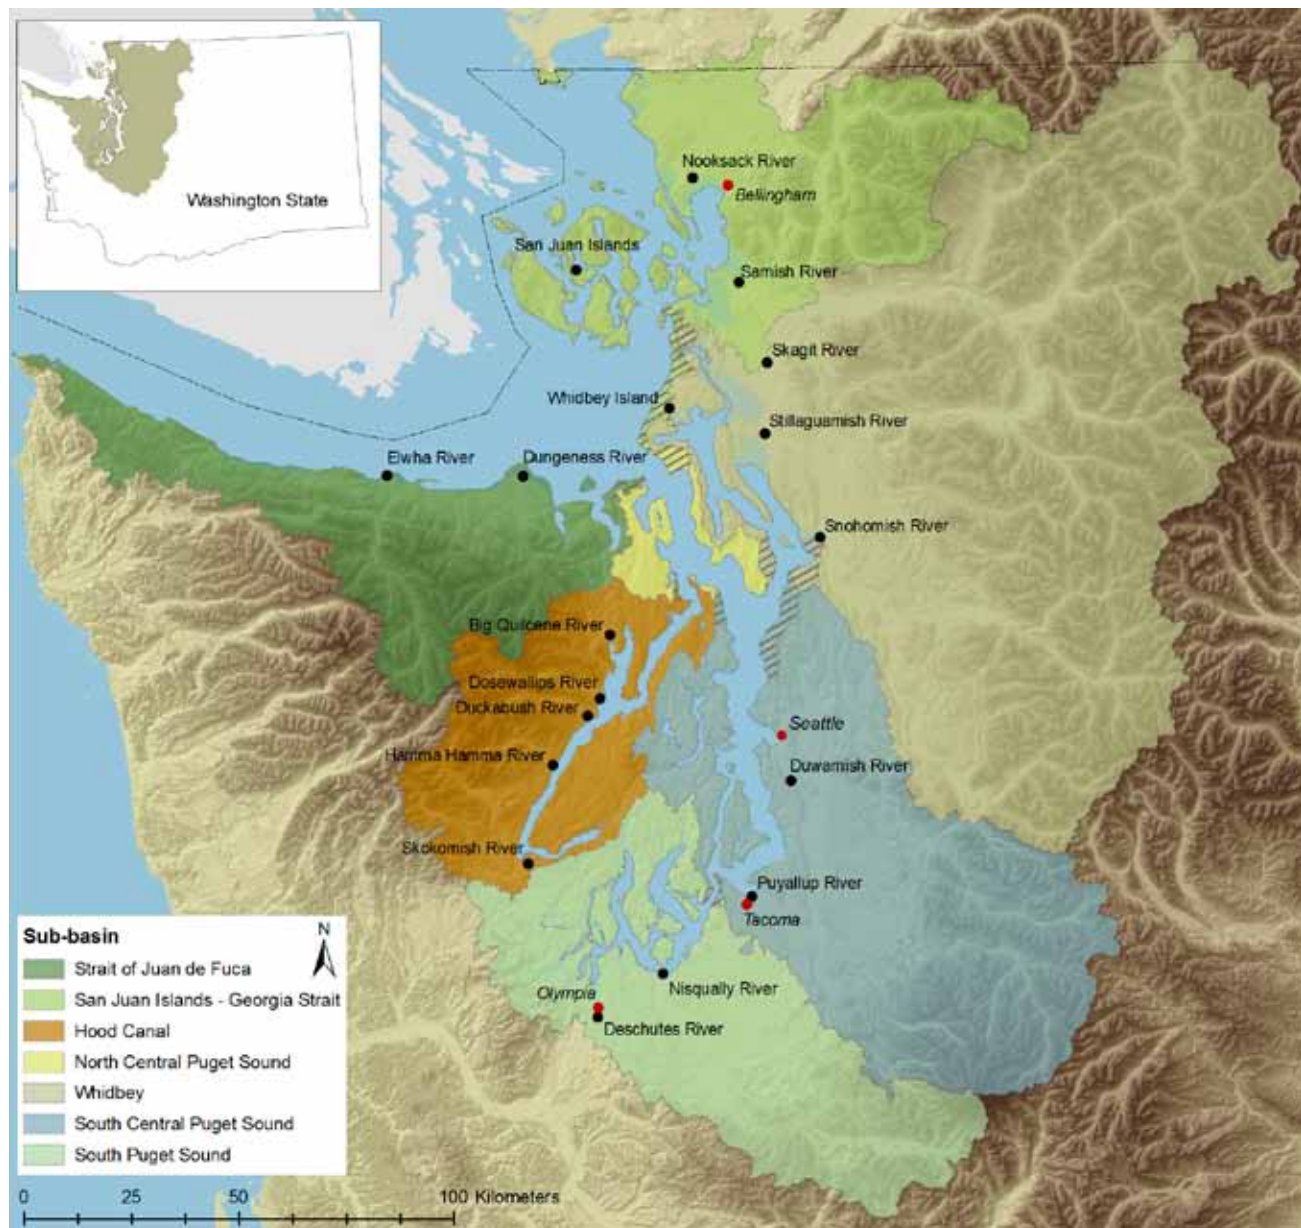 Washington State
Nooksack River
Bellingham
San Juan Islands
Samish River
Skagit River
Whidbey Island
Stillaguamish River
Elwha River
Dungeness River
Snohomish River
Big Quilcene River
Dosewallips River
Duckabush River
Seattle
Hamma Hamma River
Duwamish River
Skokomish River
Puyallup River
Tacoma
Nisqually River
Olympia
Deschutes River
Sub-basin
N
Strait of Juan de Fuca
San Juan Islands - Georgia Strait
Hood Canal
North Central Puget Sound
Whidbey
South Central Puget Sound
South Puget Sound
0 25 50 100 Kilometers